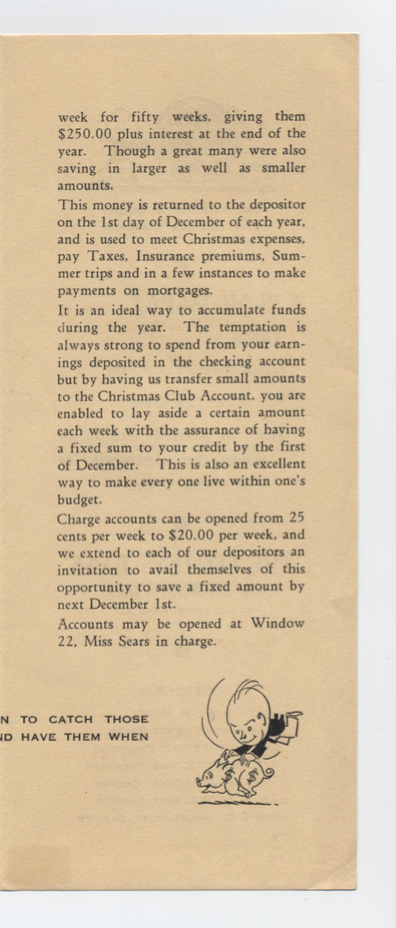 week for fifty weeks, giving them
$250.00 plus interest at the end of the
year. Though a great many were also
saving in larger as well as smaller
amounts.
This money is returned to the depositor
on the 1st day of December of each year,
and is used to meet Christmas expenses,
pay Taxes, Insurance premiums, Sum-
mer trips and in a few instances to make
payments on mortgages.
It is an ideal way to accumulate funds
during the year. The temptation is
always strong to spend from your earn-
ings deposited in the checking account
but by having us transfer small amounts
to the Christmas Club Account, you are
enabled to lay aside a certain amount
each week with the assurance of having
a fixed sum to your credit by the first
of December. This is also an excellent
way to make every one live within one's
budget.
Charge accounts can be opened from 25
cents per week to $20.00 per week, and
we extend to each of our depositors an
invitation to avail themselves of this
opportunity to save a fixed amount by
next December 1st.
Accounts may be opened at Window
22, Miss Sears in charge.
N TO CATCH THOSE
ND HAVE THEM WHEN
$ $